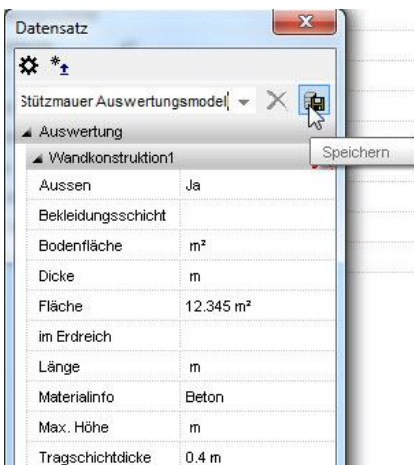 Datensatz
Stützmauer Auswertungsmodel
Speichern
Auswertung
Wandkonstruktion1
Aussen Ja
Bekleidungsschicht
Bodenfläche m²
Dicke m
Fläche 12.345 m²
im Erdreich
Länge m
Materialinfo Beton
Max. Höhe m
Tragschichtdicke 0.4 m